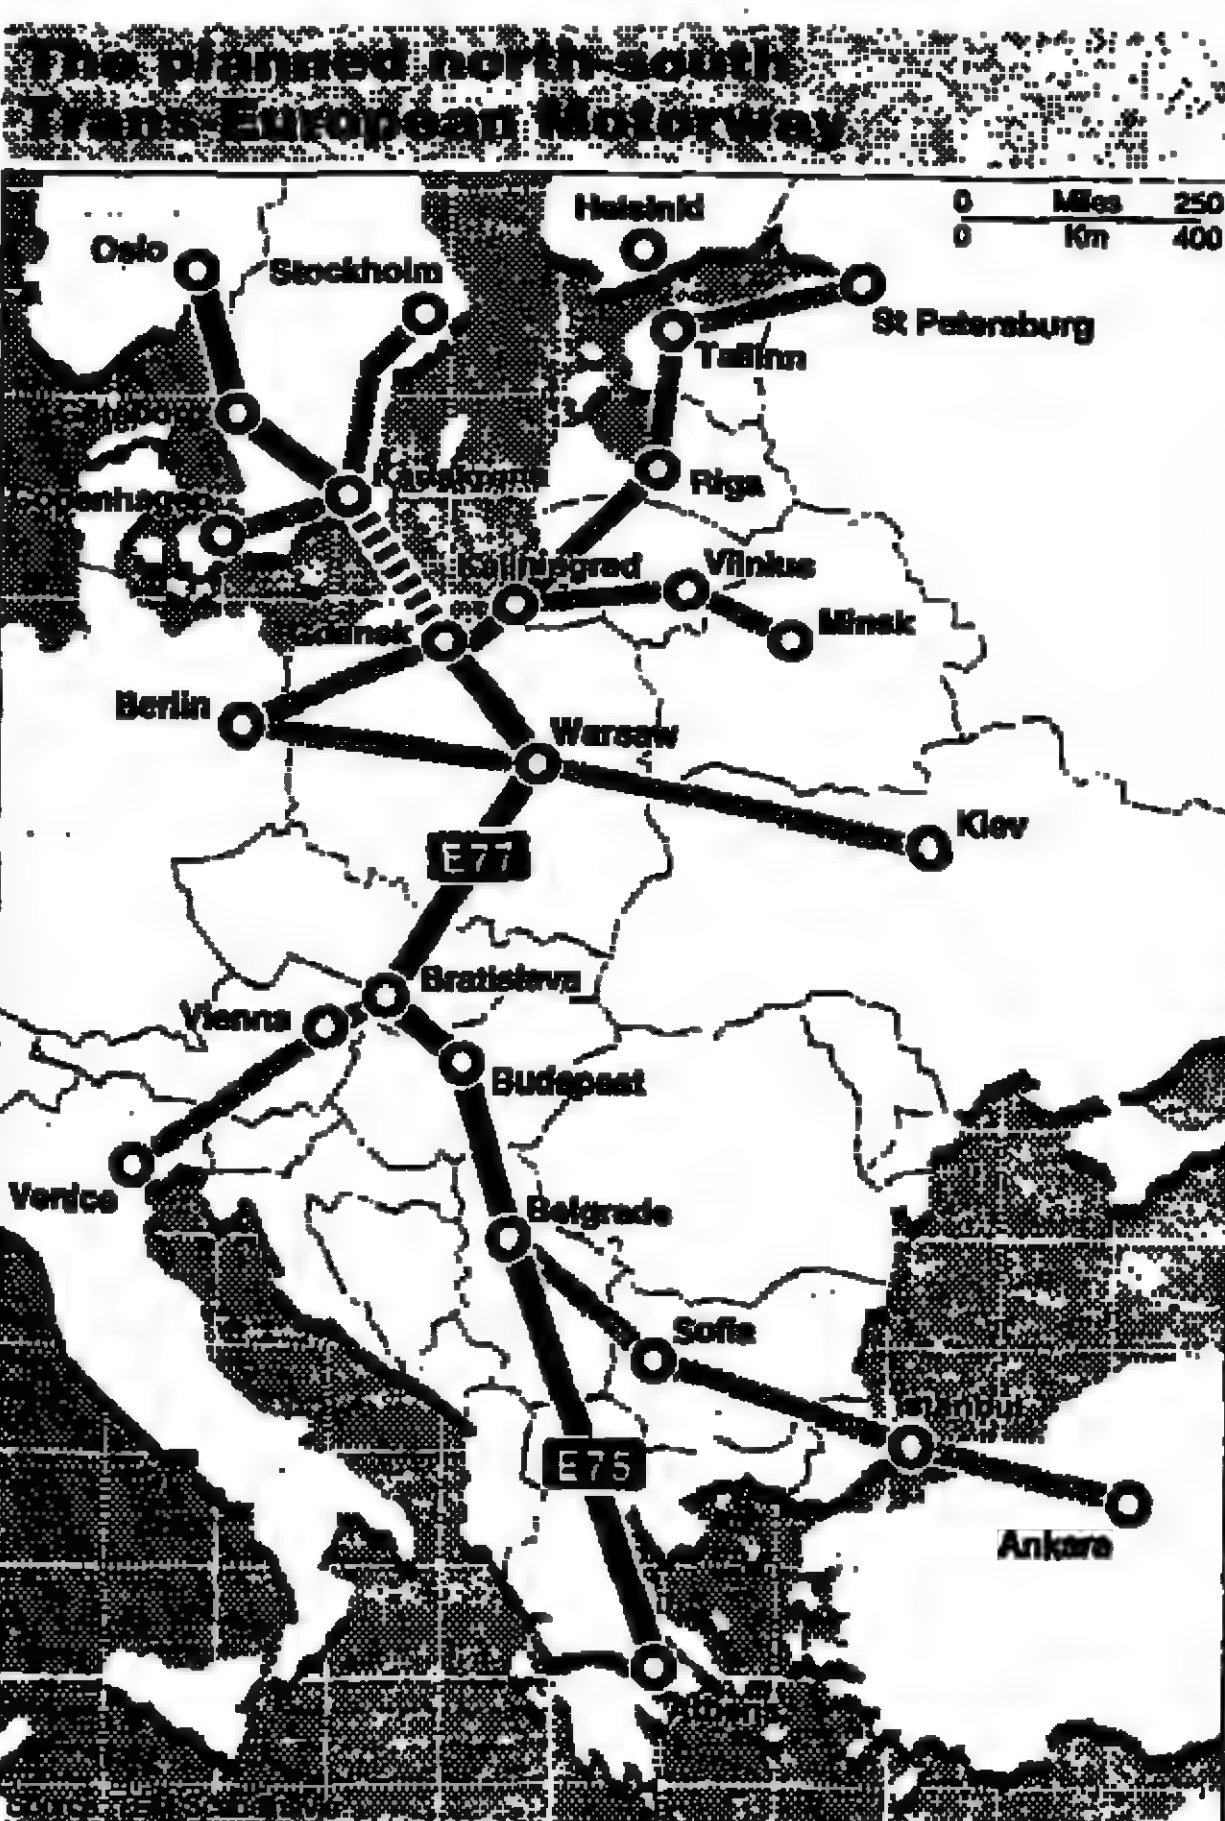 The planned north-south
Trans-European Motorway
0 Miles 250
0 Km 400
Helsinki
Oslo
Stockholm
St Petersburg
Tallinn
Riga
Kaliningrad
Vilnius
Minsk
Gdansk
Berlin
Warsaw
Kiev
E77
Bratislava
Vienna
Budapest
Venice
Belgrade
Sofia
E75
Ankara